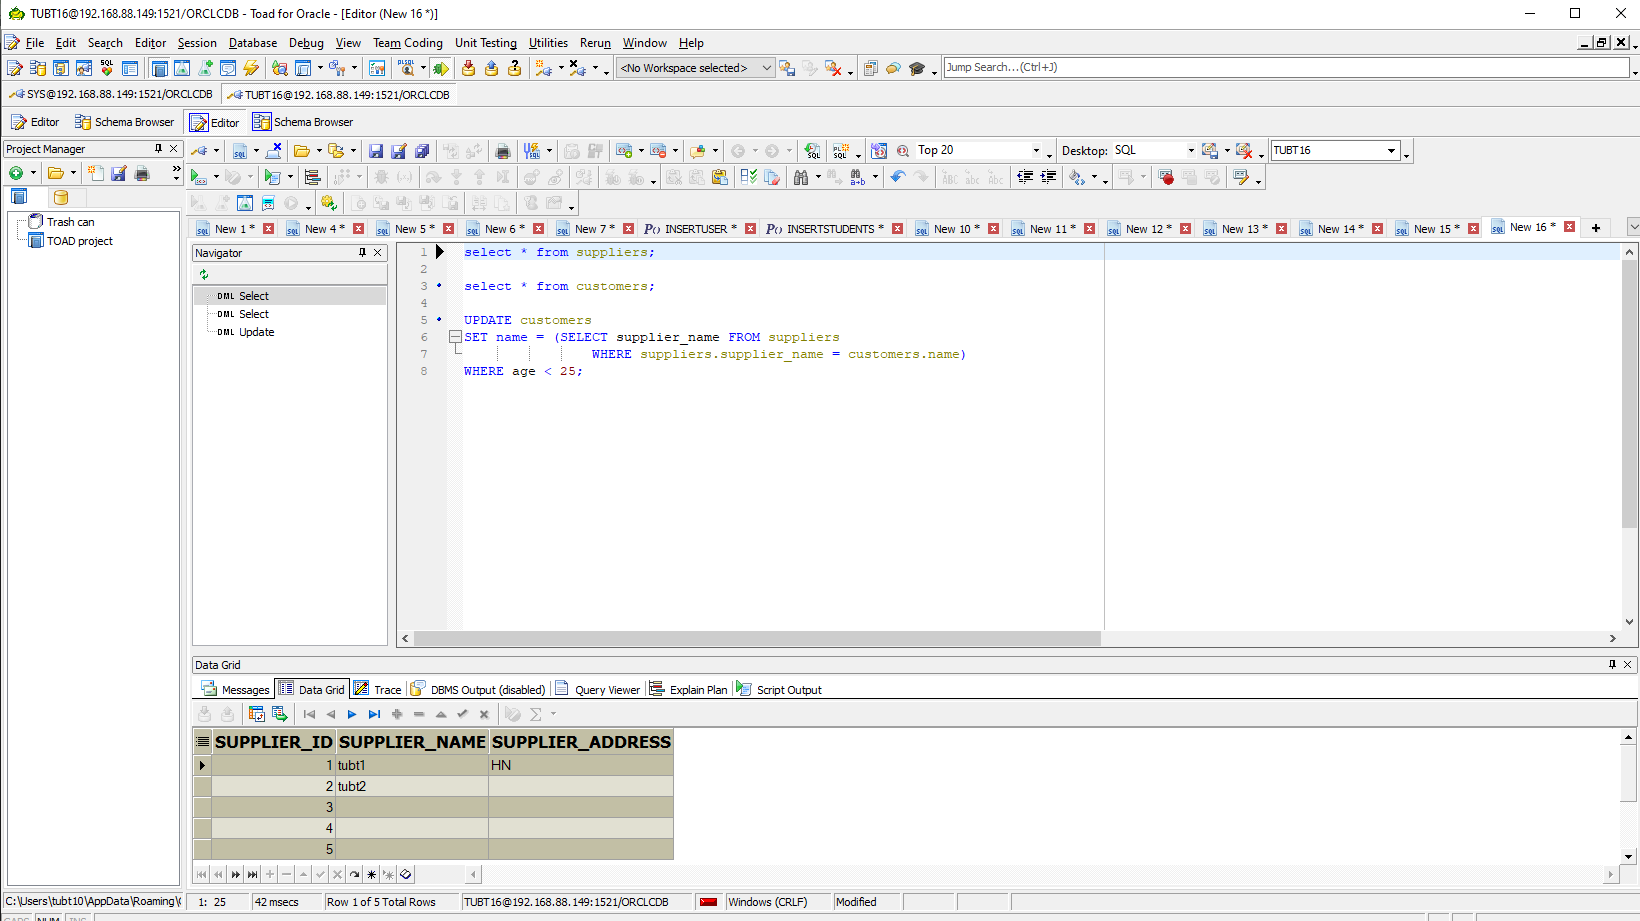 TUBT16@192.168.88.149:1521/ORCLCDB - Toad for Oracle - [Editor (New 16 *)]
File Edit Search Editor Session Database Debug View Team Coding Unit Testing Utilities Rerun Window Help
<No Workspace selected> Jump Search...(Ctrl+J)
SYS@192.168.88.149:1521/ORCLCDB TUBT16@192.168.88.149:1521/ORCLCDB
Editor Schema Browser Editor Schema Browser
Project Manager
Top 20 Desktop: SQL TUBT16
Trash can
TOAD project
New 1 * New 4 * New 5 * New 6 * New 7 * INSERTUSER * INSERTSTUDENTS * New 10 * New 11 * New 12 * New 13 * New 14 * New 15 * New 16 *
Navigator
DML Select
DML Select
DML Update
1 select * from suppliers;
2
3 select * from customers;
4
5 UPDATE customers
6 SET name = (SELECT supplier_name FROM suppliers
7 WHERE suppliers.supplier_name = customers.name)
8 WHERE age < 25;
Data Grid
Messages Data Grid Trace DBMS Output (disabled) Query Viewer Explain Plan Script Output
SUPPLIER_ID SUPPLIER_NAME SUPPLIER_ADDRESS
1 tubt1 HN
2 tubt2
3
4
5
C:\Users\tubt10\AppData\Roaming\ 1: 25 42 msecs Row 1 of 5 Total Rows TUBT16@192.168.88.149:1521/ORCLCDB Windows (CRLF) Modified
CAPS NUM INS